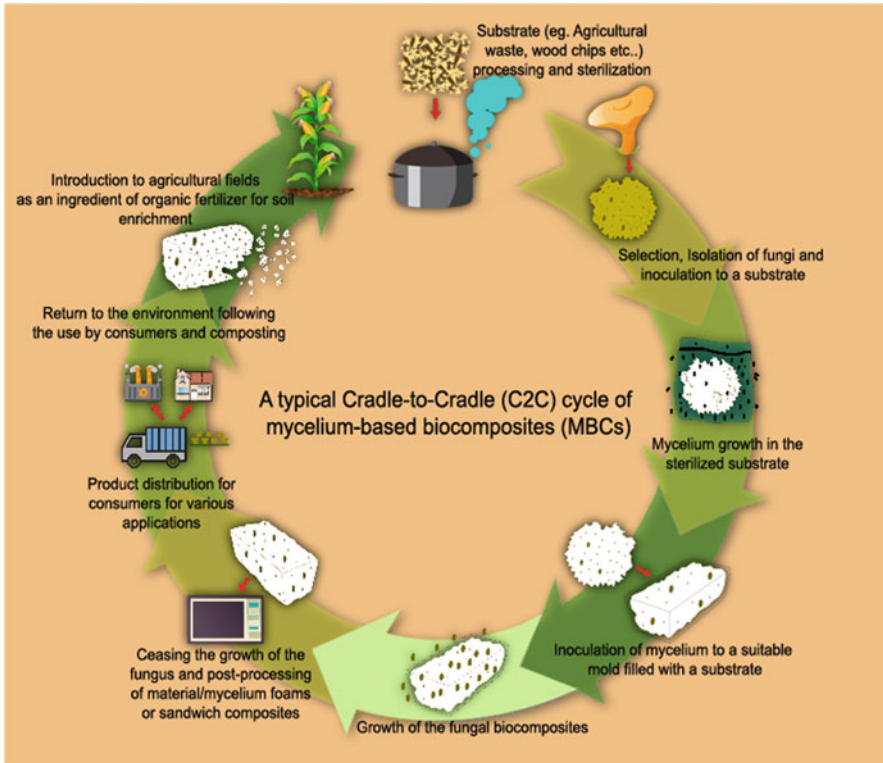 Substrate (eg. Agricultural
waste, wood chips etc..)
processing and sterilization
Selection, Isolation of fungi and
inoculation to a substrate
Mycelium growth in the
sterilized substrate
Inoculation of mycelium to a suitable
mold filled with a substrate
Growth of the fungal biocomposites
Ceasing the growth of the
fungus and post-processing
of material/mycelium foams
or sandwich composites
Product distribution for
consumers for various
applications
Return to the environment following
the use by consumers and composting
Introduction to agricultural fields
as an ingredient of organic fertilizer for soil
enrichment
A typical Cradle-to-Cradle (C2C) cycle of
mycelium-based biocomposites (MBCs)